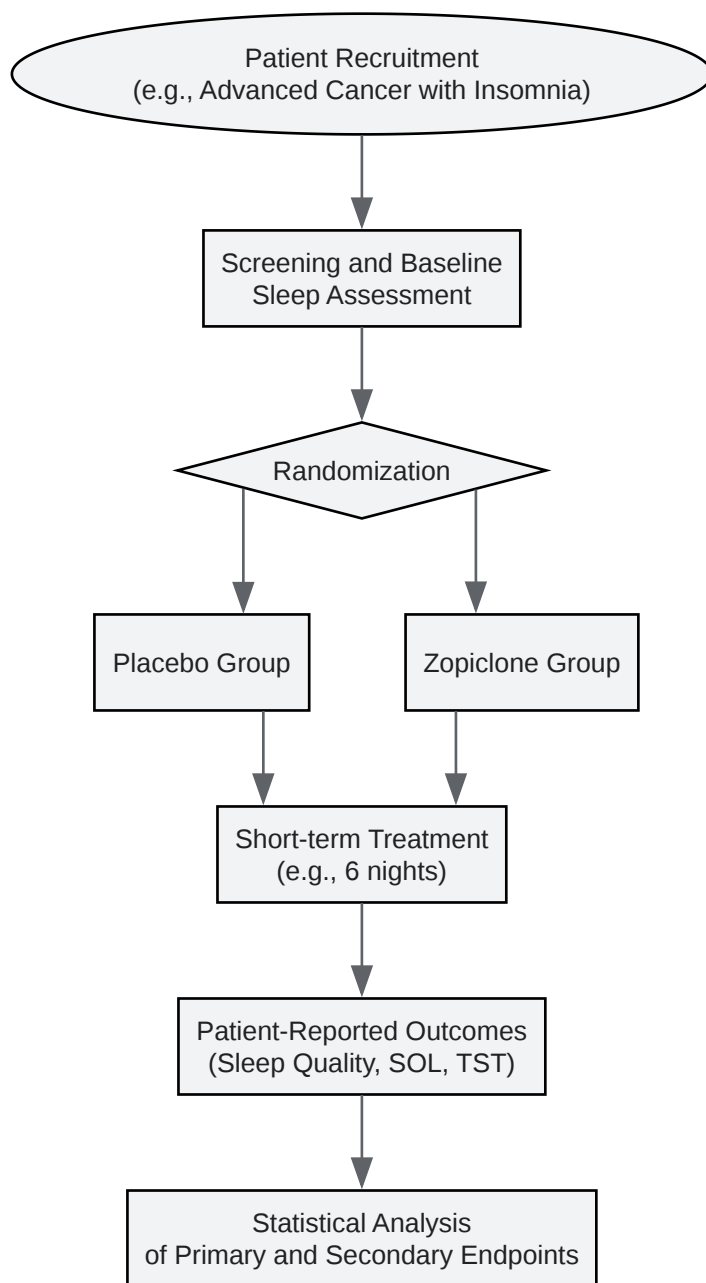 Patient Recruitment
(e.g., Advanced Cancer with Insomnia)
Screening and Baseline
Sleep Assessment
Randomization
Placebo Group
Zopiclone Group
Short-term Treatment
(e.g., 6 nights)
Patient-Reported Outcomes
(Sleep Quality, SOL, TST)
Statistical Analysis
of Primary and Secondary Endpoints